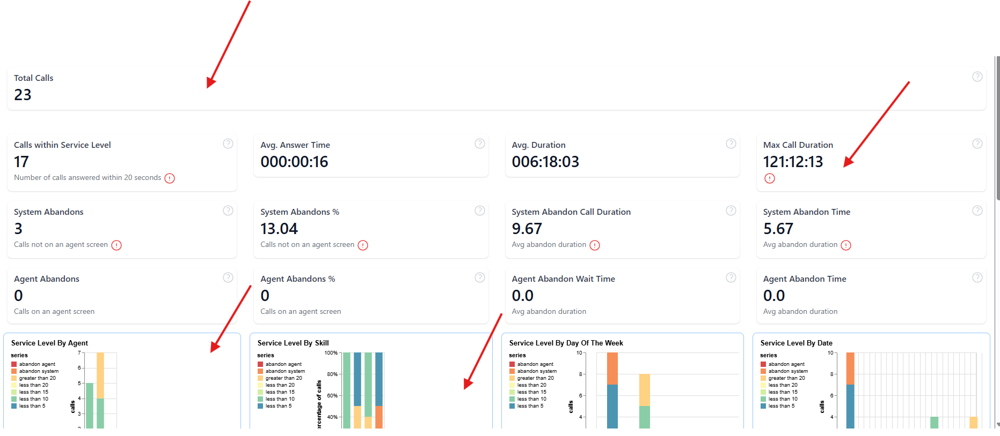 Total Calls
23
Calls within Service Level
17
Number of calls answered within 20 seconds
Avg. Answer Time
000:00:16
Avg. Duration
006:18:03
Max Call Duration
121:12:13
System Abandons
3
Calls not on an agent screen
System Abandons %
13.04
Calls not on an agent screen
System Abandon Call Duration
9.67
Avg abandon duration
System Abandon Time
5.67
Avg abandon duration
Agent Abandons
0
Calls on an agent screen
Agent Abandons %
0
Calls on an agent screen
Agent Abandon Wait Time
0.0
Avg abandon duration
Agent Abandon Time
0.0
Avg abandon duration
Service Level By Agent
series
abandon agent
abandon system
greater than 20
less than 20
less than 15
less than 10
less than 5
calls
7
6
5
4
3
Service Level By Skill
series
abandon agent
abandon system
greater than 20
less than 20
less than 15
less than 10
less than 5
ercentage of calls
100%
80%
60%
40%
Service Level By Day Of The Week
series
abandon agent
abandon system
greater than 20
less than 20
less than 15
less than 10
less than 5
calls
10
8
6
4
Service Level By Date
series
abandon agent
abandon system
greater than 20
less than 20
less than 15
less than 10
less than 5
calls
10
8
6
4